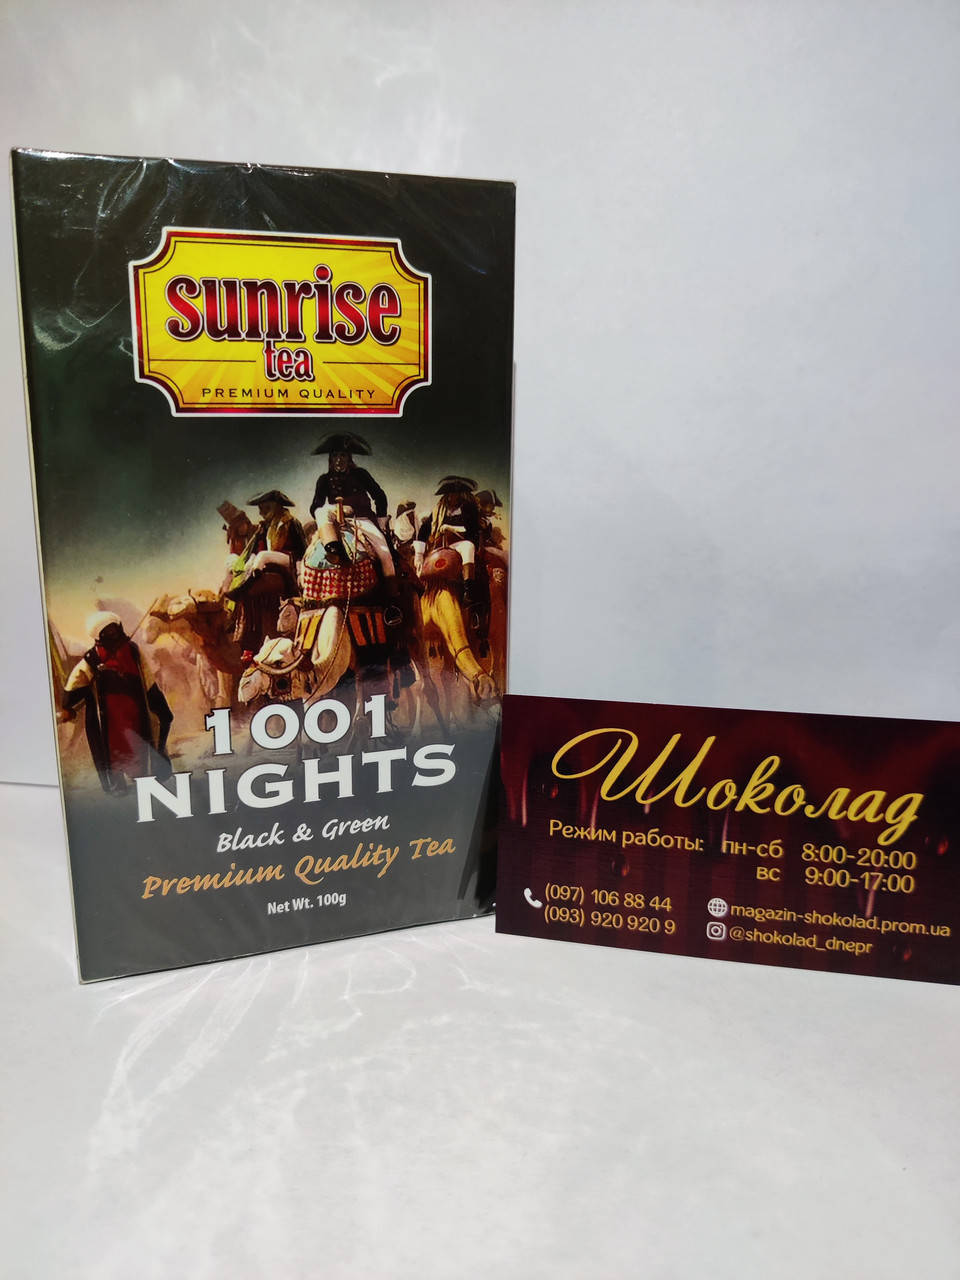 sunrise
tea
PREMIUM QUALITY
1001
NIGHTS
Black & Green
Premium Quality Tea
Net Wt. 100g
Шоколад
Режим работы: пн-сб 8:00-20:00
вс 9:00-17:00
(097) 106 88 44
(093) 920 920 9
magazin-shokolad.prom.ua
@shokolad_dnepr